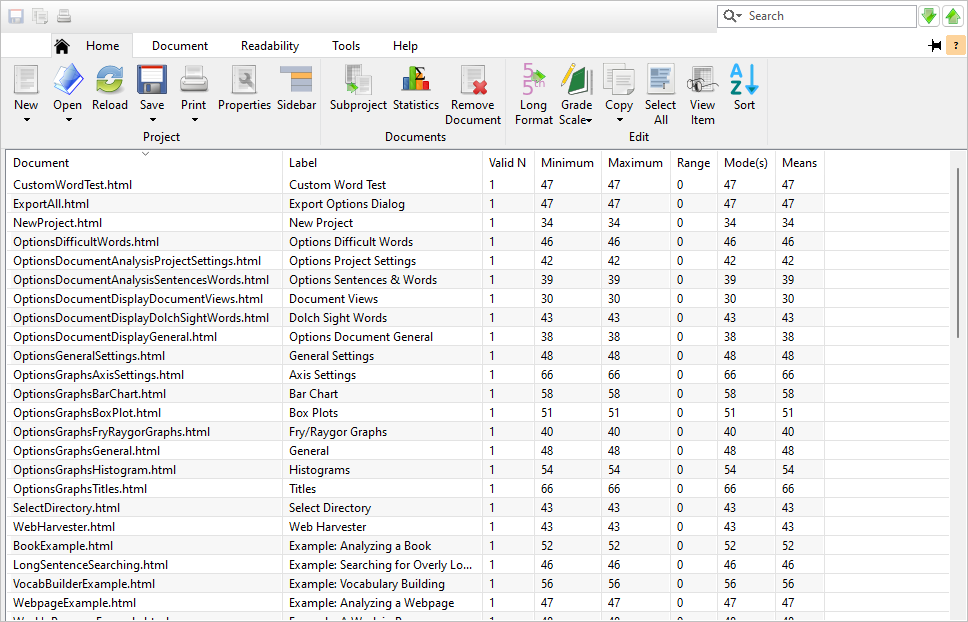 Search
?
Home Document Readability Tools Help
5th
Σ
A Z
New Open Reload Save Print Properties Sidebar Subproject Statistics Remove Document Long Format Grade Scale Copy Select All View Item Sort
Project Documents Edit
Document Label Valid N Minimum Maximum Range Mode(s) Means
CustomWordTest.html Custom Word Test 1 47 47 0 47 47
ExportAll.html Export Options Dialog 1 47 47 0 47 47
NewProject.html New Project 1 34 34 0 34 34
OptionsDifficultWords.html Options Difficult Words 1 46 46 0 46 46
OptionsDocumentAnalysisProjectSettings.html Options Project Settings 1 42 42 0 42 42
OptionsDocumentAnalysisSentencesWords.html Options Sentences & Words 1 39 39 0 39 39
OptionsDocumentDisplayDocumentViews.html Document Views 1 30 30 0 30 30
OptionsDocumentDisplayDolchSightWords.html Dolch Sight Words 1 43 43 0 43 43
OptionsDocumentDisplayGeneral.html Options Document General 1 38 38 0 38 38
OptionsGeneralSettings.html General Settings 1 48 48 0 48 48
OptionsGraphsAxisSettings.html Axis Settings 1 66 66 0 66 66
OptionsGraphsBarChart.html Bar Chart 1 58 58 0 58 58
OptionsGraphsBoxPlot.html Box Plots 1 51 51 0 51 51
OptionsGraphsFryRaygorGraphs.html Fry/Raygor Graphs 1 40 40 0 40 40
OptionsGraphsGeneral.html General 1 48 48 0 48 48
OptionsGraphsHistogram.html Histograms 1 54 54 0 54 54
OptionsGraphsTitles.html Titles 1 66 66 0 66 66
SelectDirectory.html Select Directory 1 43 43 0 43 43
WebHarvester.html Web Harvester 1 43 43 0 43 43
BookExample.html Example: Analyzing a Book 1 52 52 0 52 52
LongSentenceSearching.html Example: Searching for Overly Lo... 1 46 46 0 46 46
VocabBuilderExample.html Example: Vocabulary Building 1 56 56 0 56 56
WebpageExample.html Example: Analyzing a Webpage 1 47 47 0 47 47